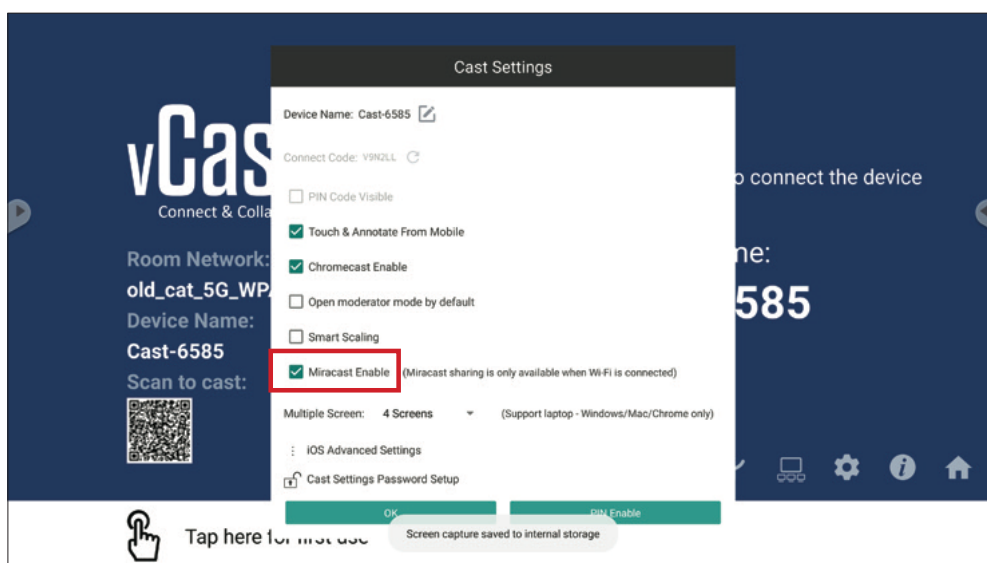 Cast Settings
Device Name: Cast-6585
Connect Code: V9N2LL
PIN Code Visible
Touch & Annotate From Mobile
Chromecast Enable
Open moderator mode by default
Smart Scaling
Miracast Enable (Miracast sharing is only available when Wi-Fi is connected)
Multiple Screen: 4 Screens (Support laptop - Windows/Mac/Chrome only)
iOS Advanced Settings
Cast Settings Password Setup
OK PIN Enable
Screen capture saved to internal storage
vCas
Connect & Colla
Room Network:
old_cat_5G_WPA
Device Name:
Cast-6585
Scan to cast:
o connect the device
ne:
585
Tap here for first use